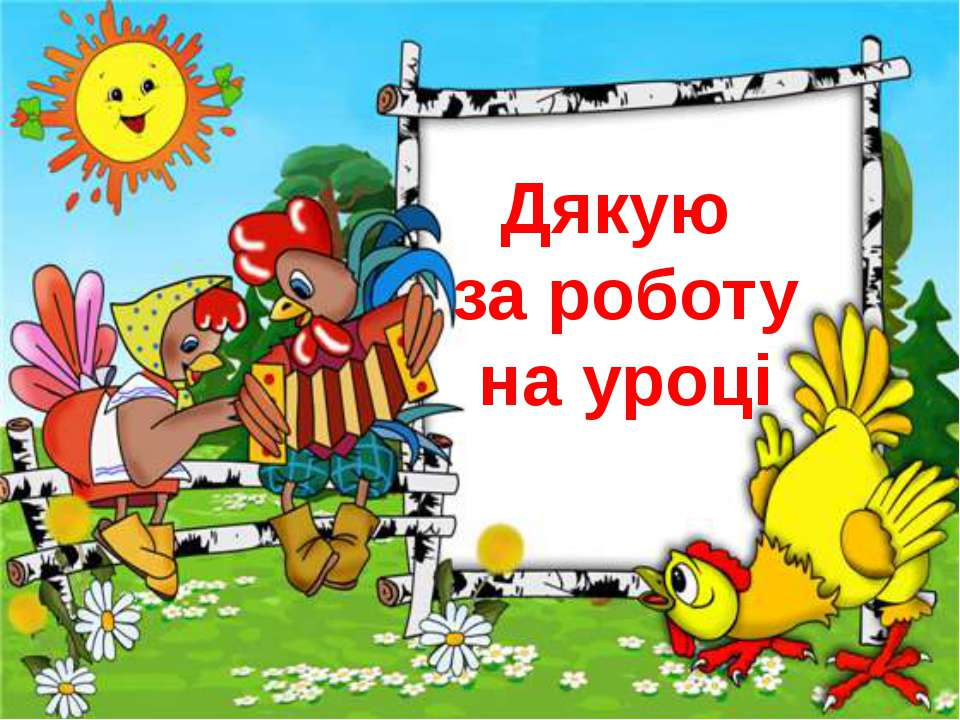 Дякую
за роботу
на уроці